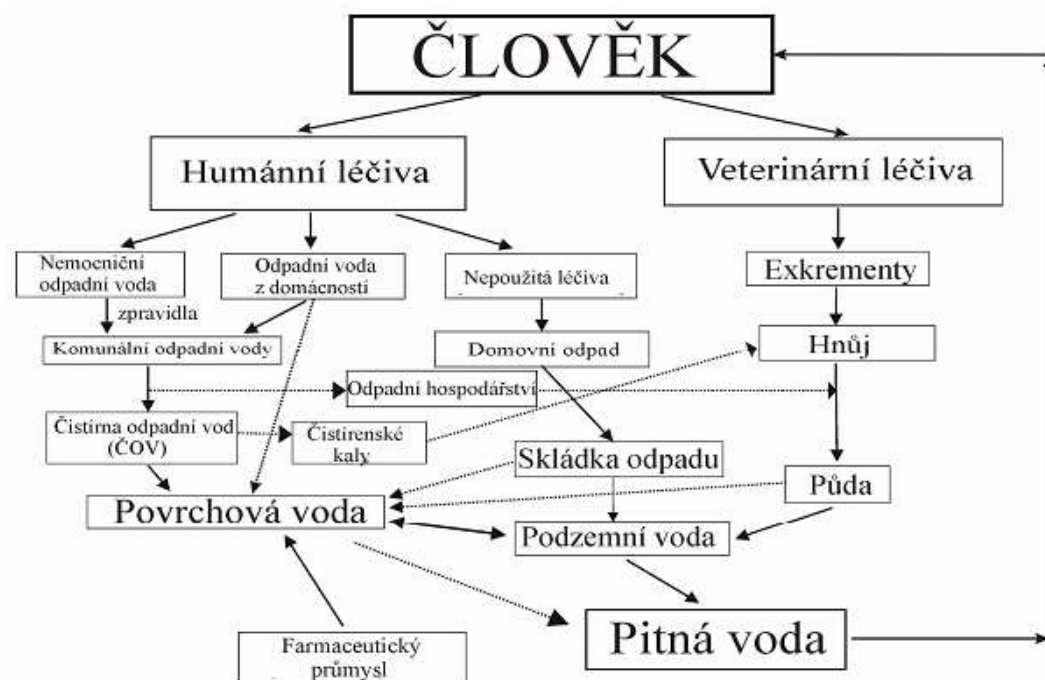 ČLOVĚK
Humánní léčiva
Veterinární léčiva
Nemocniční
odpadní voda
Odpadní voda
z domácností
Nepoužitá léčiva
Exkrementy
zpravidla
Komunální odpadní vody
Domovní odpad
Hnůj
Odpadní hospodářství
Čistírna odpadní vod
(ČOV)
Čistírenské
kaly
Skládka odpadu
Půda
Povrchová voda
Podzemní voda
Farmaceutický
průmysl
Pitná voda